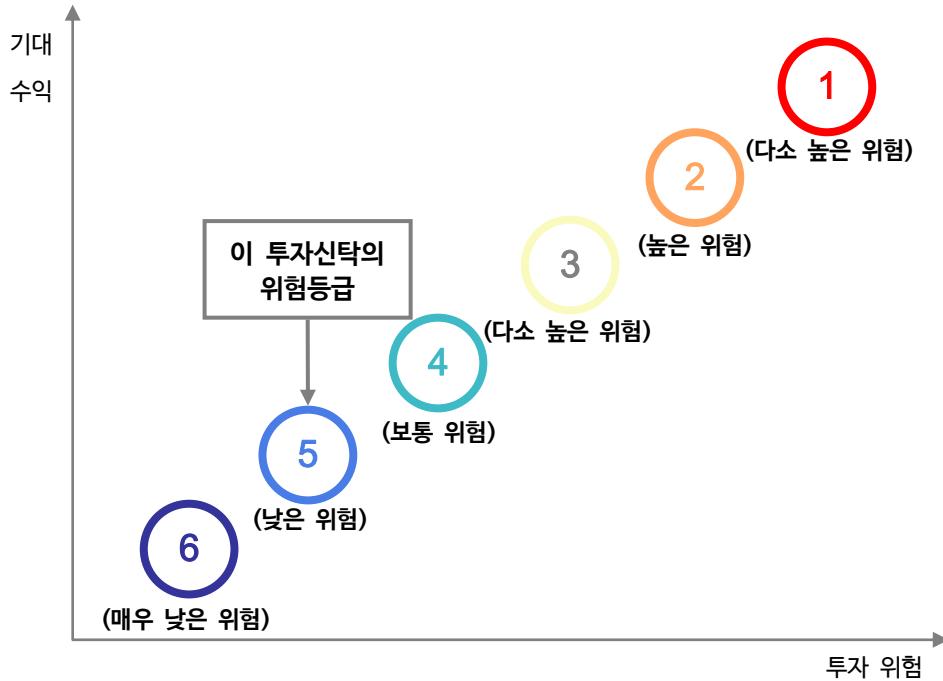 기대
수익
1
(다소 높은 위험)
2
(높은 위험)
3
(다소 높은 위험)
이 투자신탁의
위험등급
4
(보통 위험)
5
(낮은 위험)
6
(매우 낮은 위험)
투자 위험